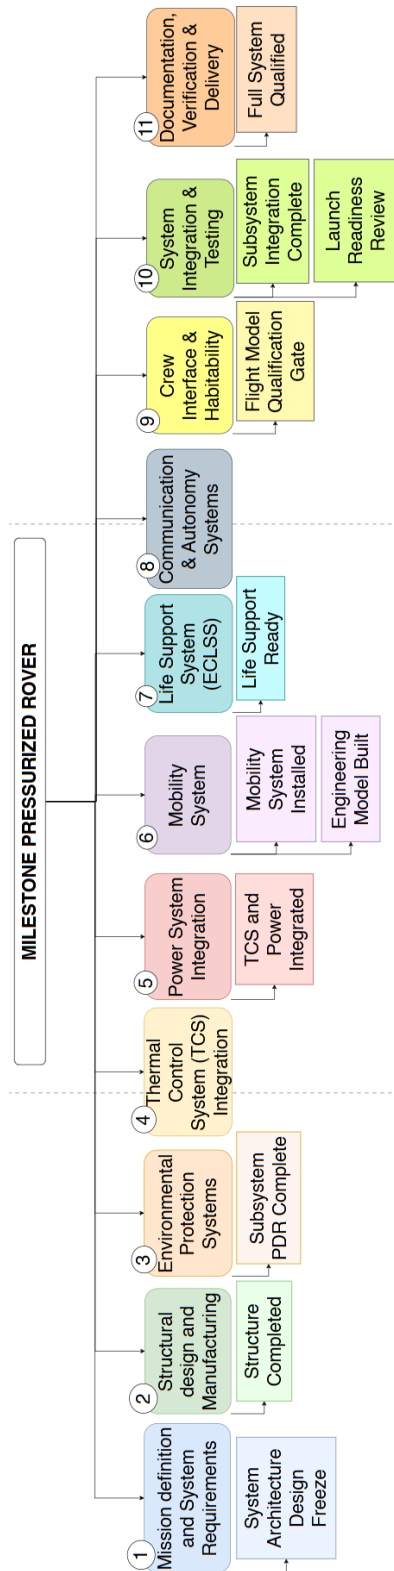 MILESTONE PRESSURIZED ROVER
1
Mission definition
and System
Requirements
System
Architecture
Design
Freeze
2
Structural
design and
Manufacturing
Structure
Completed
3
Environmental
Protection
Systems
Subsystem
PDR Complete
4
Thermal
Control
System (TCS)
Integration
5
Power System
Integration
TCS and
Power
Integrated
6
Mobility
System
Mobility
System
Installed
Engineering
Model Built
7
Life Support
System
(ECLSS)
Life Support
Ready
8
Communication
& Autonomy
Systems
9
Crew
Interface &
Habitability
Flight Model
Qualification
Gate
10
System
Integration &
Testing
Subsystem
Integration
Complete
Launch
Readiness
Review
11
Documentation,
Verification &
Delivery
Full System
Qualified